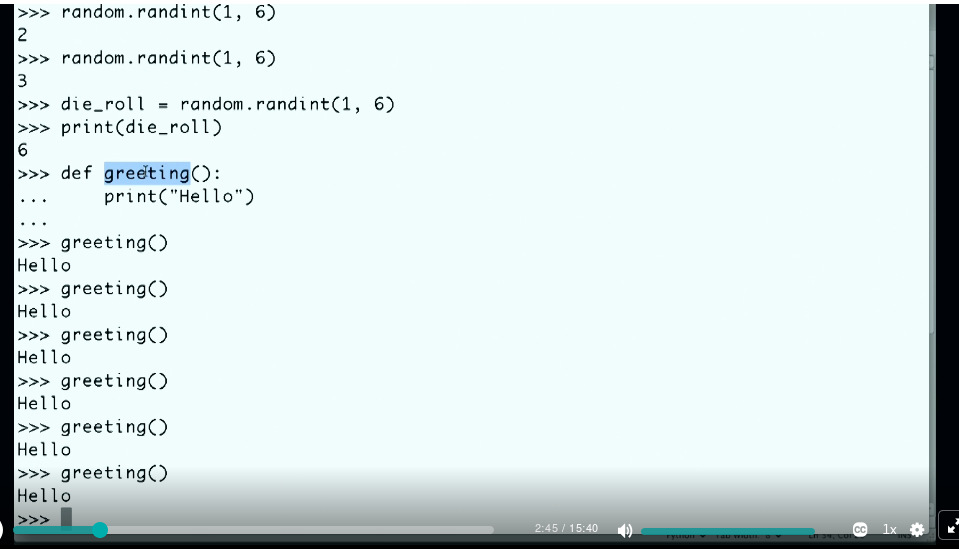 >>> random.randint(1, 6)
2
>>> random.randint(1, 6)
3
>>> die_roll = random.randint(1, 6)
>>> print(die_roll)
6
>>> def greeting():
...     print("Hello")
...
>>> greeting()
Hello
>>> greeting()
Hello
>>> greeting()
Hello
>>> greeting()
Hello
>>> greeting()
Hello
>>> greeting()
Hello
>>>
2:45 / 15:40 CC 1x